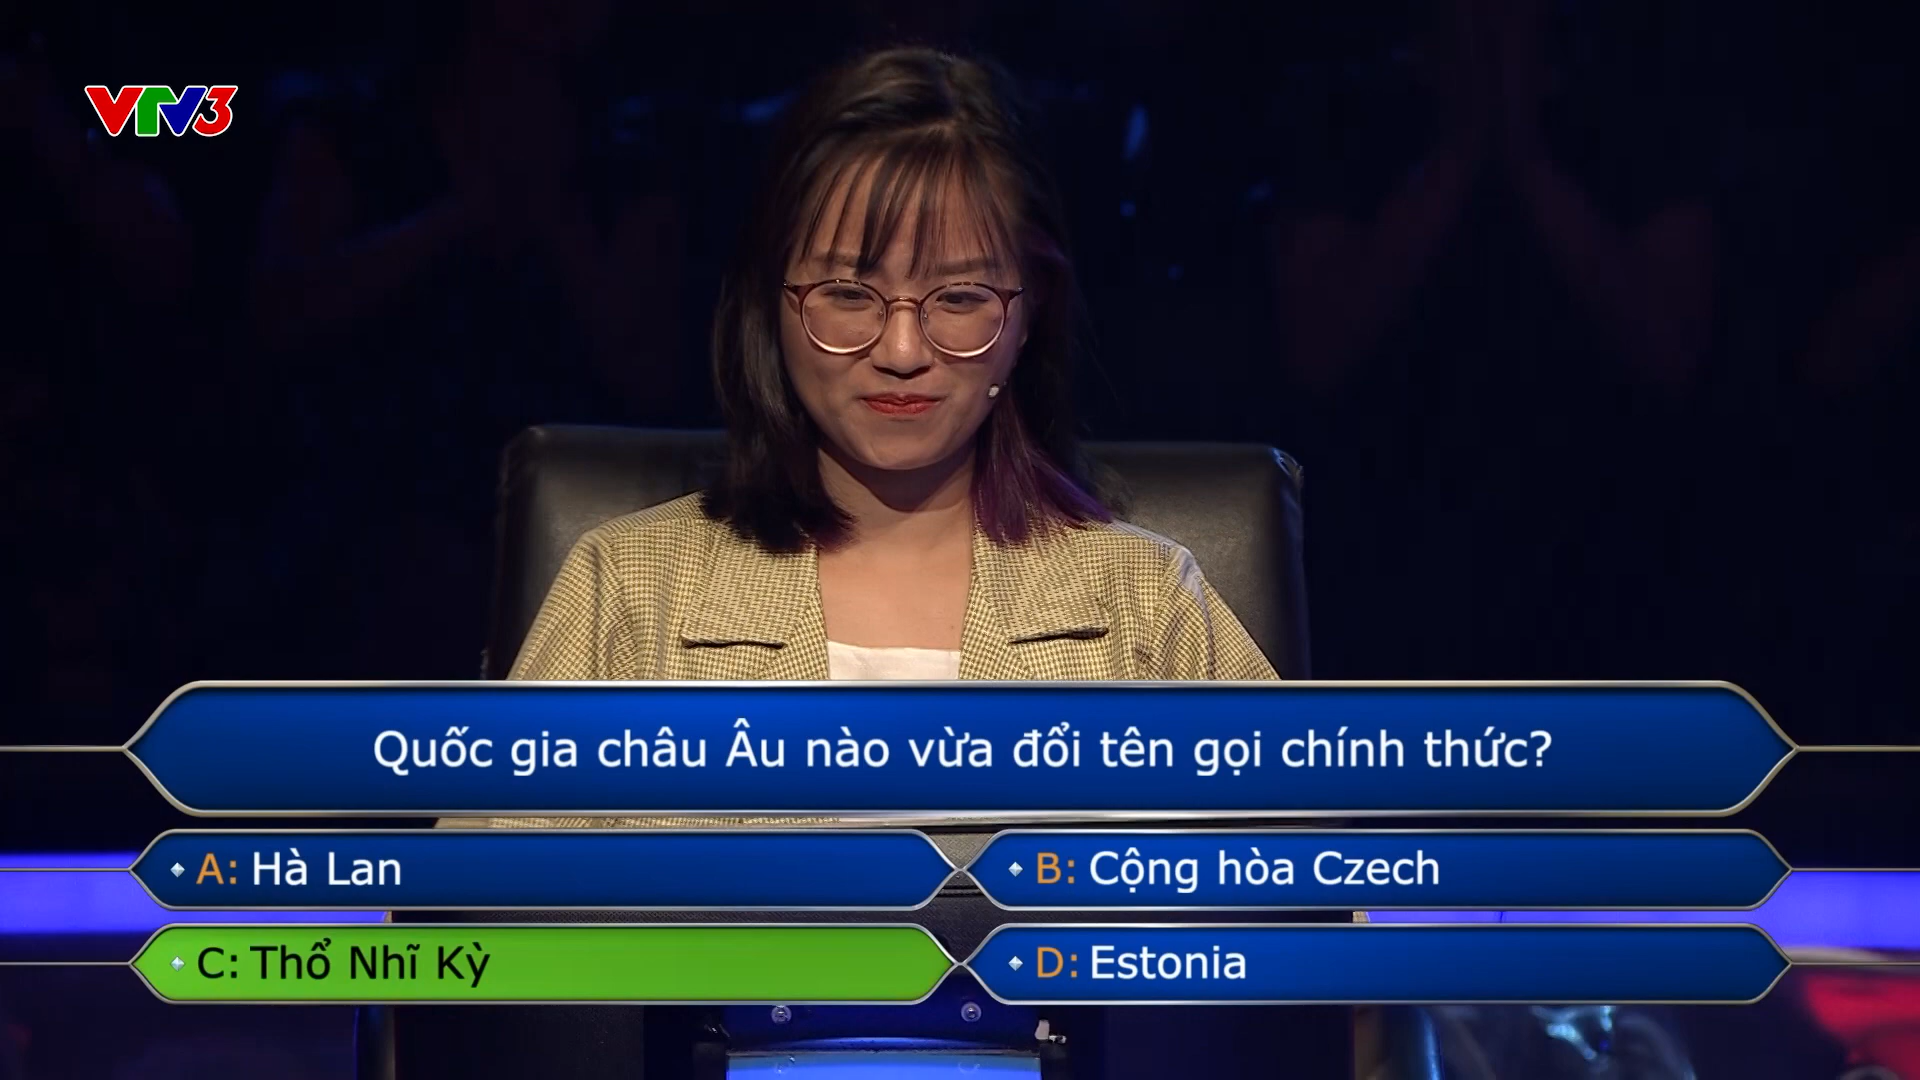 VTV3
Quốc gia châu Âu nào vừa đổi tên gọi chính thức?
A: Hà Lan
B: Cộng hòa Czech
C: Thổ Nhĩ Kỳ
D: Estonia